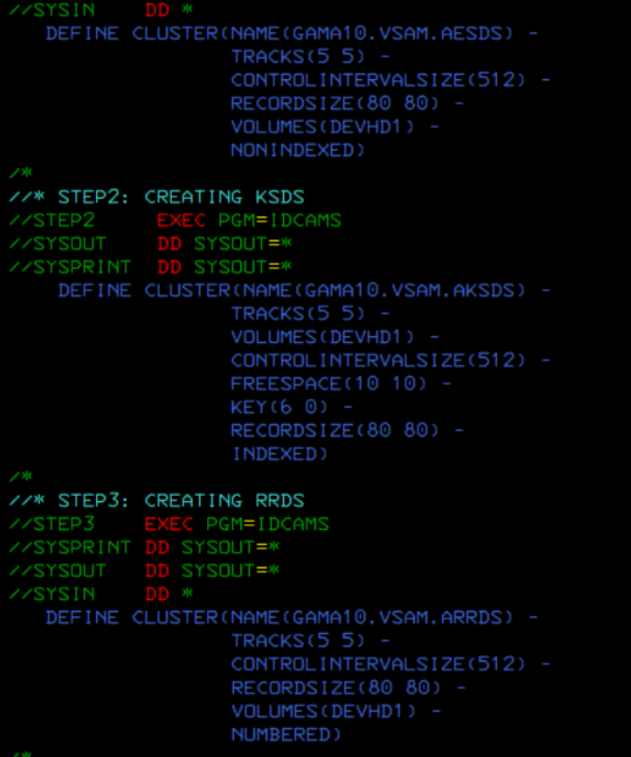 //SYSIN    DD *
   DEFINE CLUSTER(NAME(GAMA10.VSAM.AESDS) -
                  TRACKS(5 5) -
                  CONTROLINTERVALSIZE(512) -
                  RECORDSIZE(80 80) -
                  VOLUMES(DEVHD1) -
                  NONINDEXED)
/*
//* STEP2: CREATING KSDS
//STEP2     EXEC PGM=IDCAMS
//SYSOUT    DD SYSOUT=*
//SYSPRINT  DD SYSOUT=*
    DEFINE CLUSTER(NAME(GAMA10.VSAM.AKSDS) -
                  TRACKS(5 5) -
                  VOLUMES(DEVHD1) -
                  CONTROLINTERVALSIZE(512) -
                  FREESPACE(10 10) -
                  KEY(6 0) -
                  RECORDSIZE(80 80) -
                  INDEXED)
/*
//* STEP3: CREATING RRDS
//STEP3    EXEC PGM=IDCAMS
//SYSPRINT DD SYSOUT=*
//SYSOUT   DD SYSOUT=*
//SYSIN    DD *
   DEFINE CLUSTER(NAME(GAMA10.VSAM.ARRDS) -
                  TRACKS(5 5) -
                  CONTROLINTERVALSIZE(512) -
                  RECORDSIZE(80 80) -
                  VOLUMES(DEVHD1) -
                  NUMBERED)
/*